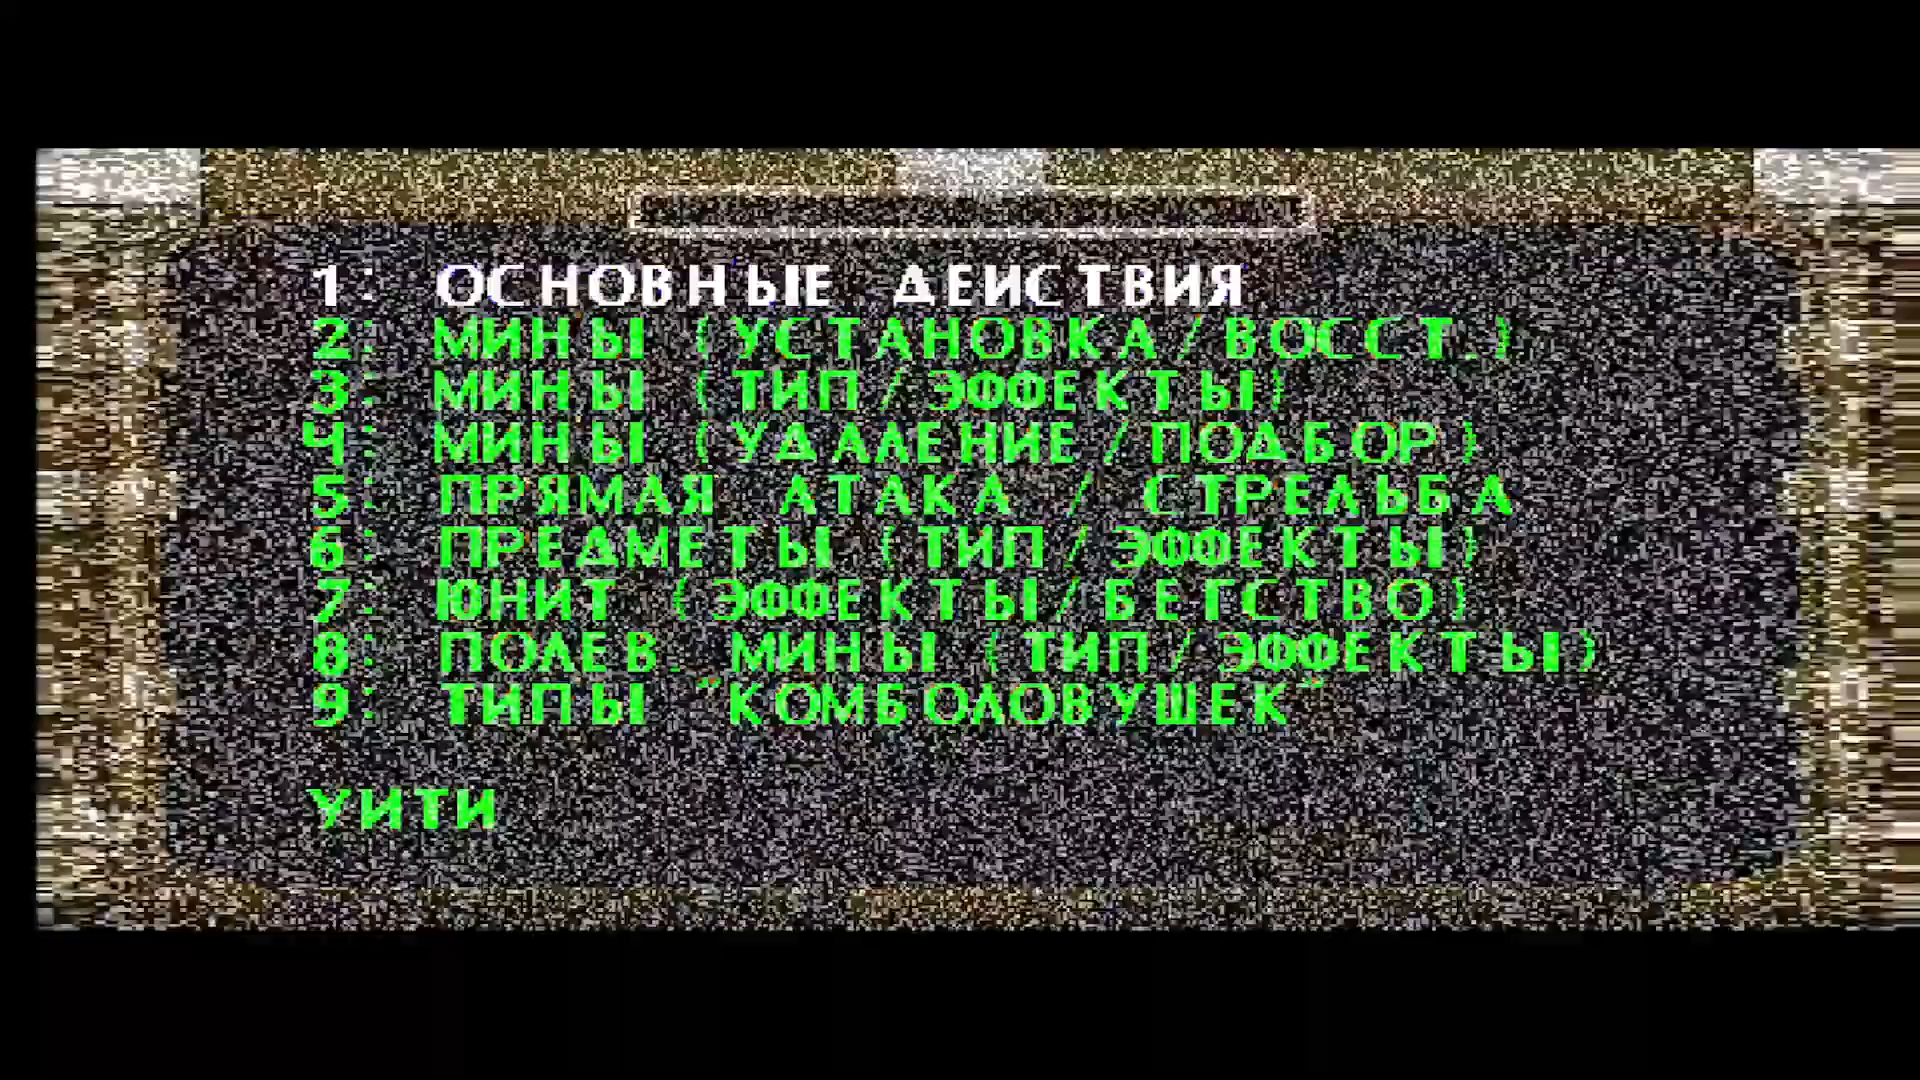 1: ОСНОВНЫЕ ДЕИСТВИЯ
2: МИНЫ (УСТАНОВКА/ВОССТ.)
3: МИНЫ (ТИП/ЭФФЕКТЫ)
4: МИНЫ (УДАЛЕНИЕ/ПОДБОР)
5: ПРЯМАЯ АТАКА / СТРЕЛЬБА
6: ПРЕДМЕТЫ (ТИП/ЭФФЕКТЫ)
7: ЮНИТ (ЭФФЕКТЫ/БЕГСТВО)
8: ПОЛЕВ. МИНЫ (ТИП/ЭФФЕКТЫ)
9: ТИПЫ "КОМБОЛОВУШЕК"
УИТИ